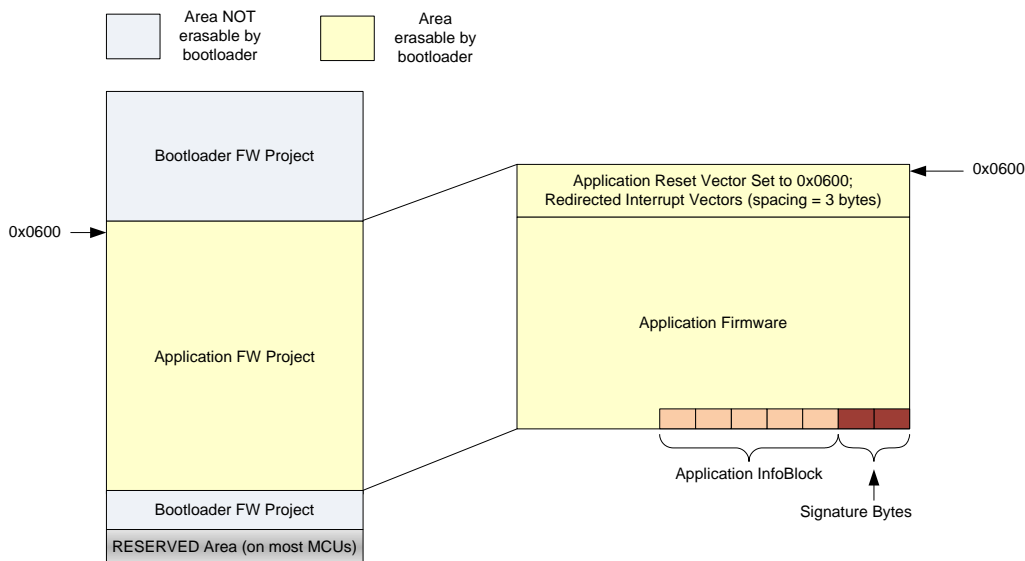 Area NOT
erasable by
bootloader
Area
erasable by
bootloader
Bootloader FW Project
0x0600
Application FW Project
Bootloader FW Project
RESERVED Area (on most MCUs)
Application Reset Vector Set to 0x0600;
Redirected Interrupt Vectors (spacing = 3 bytes)
0x0600
Application Firmware
Application InfoBlock
Signature Bytes